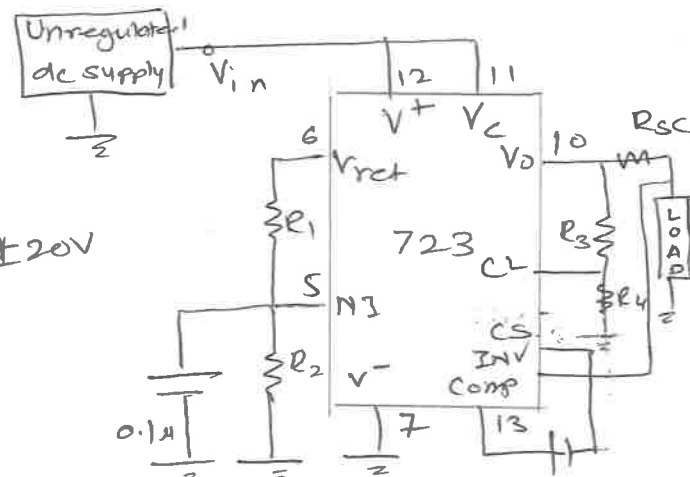 Unregulated
dc supply
Vin
12
11
V+
VC
6
Vref
VO
10
RSC
±20V
R1
723
R3
LOAD
CL
5
NI
R4
CS
INV
R2
V-
Comp
0.1μ
7
13